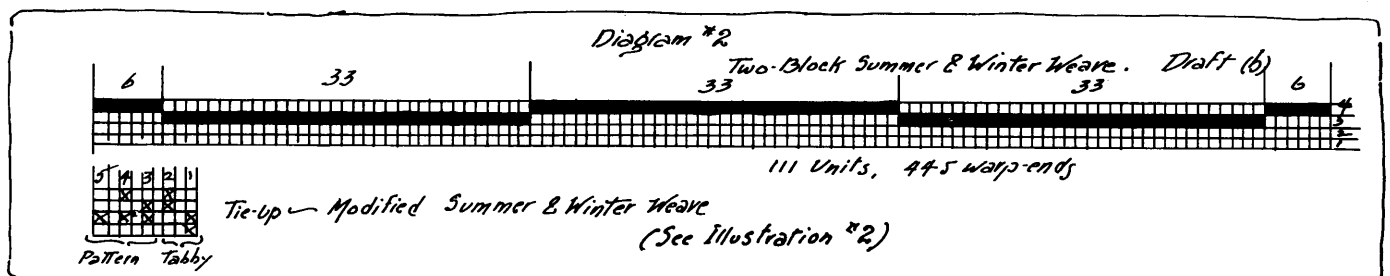 Diagram #2
Two-Block Summer & Winter Weave. Draft (b)
6 33 33 33 6
4
3
2
1
111 Units, 445 warp-ends
5 4 3 2 1
Tie-up — Modified Summer & Winter Weave
(See Illustration #2)
Pattern Tabby